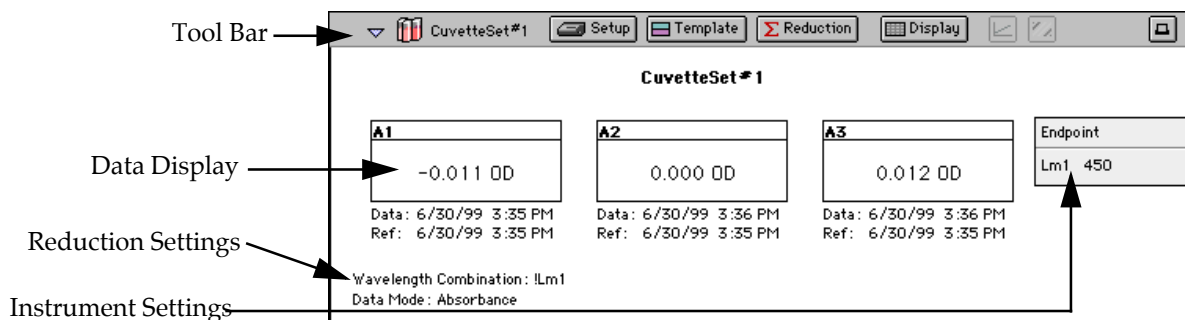 Tool Bar
CuvetteSet#1 Setup Template Reduction Display
CuvetteSet#1
A1 A2 A3 Endpoint
Data Display
-0.011 OD 0.000 OD 0.012 OD Lm1 450
Data: 6/30/99 3:35 PM Data: 6/30/99 3:36 PM Data: 6/30/99 3:36 PM
Ref: 6/30/99 3:35 PM Ref: 6/30/99 3:35 PM Ref: 6/30/99 3:35 PM
Reduction Settings
Wavelength Combination: !Lm1
Instrument Settings
Data Mode: Absorbance